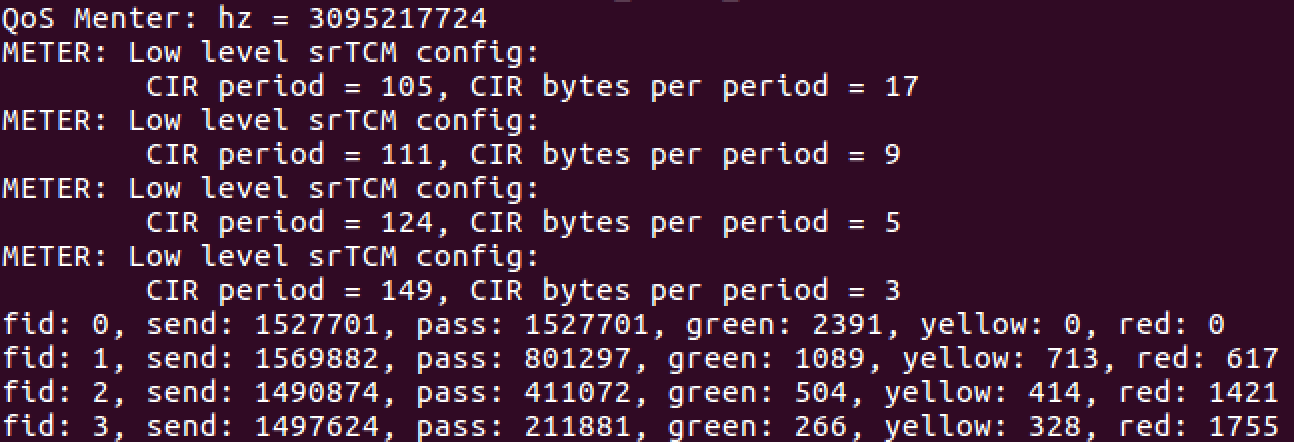 QoS Menter: hz = 3095217724
METER: Low level srTCM config:
        CIR period = 105, CIR bytes per period = 17
METER: Low level srTCM config:
        CIR period = 111, CIR bytes per period = 9
METER: Low level srTCM config:
        CIR period = 124, CIR bytes per period = 5
METER: Low level srTCM config:
        CIR period = 149, CIR bytes per period = 3
fid: 0, send: 1527701, pass: 1527701, green: 2391, yellow: 0, red: 0
fid: 1, send: 1569882, pass: 801297, green: 1089, yellow: 713, red: 617
fid: 2, send: 1490874, pass: 411072, green: 504, yellow: 414, red: 1421
fid: 3, send: 1497624, pass: 211881, green: 266, yellow: 328, red: 1755